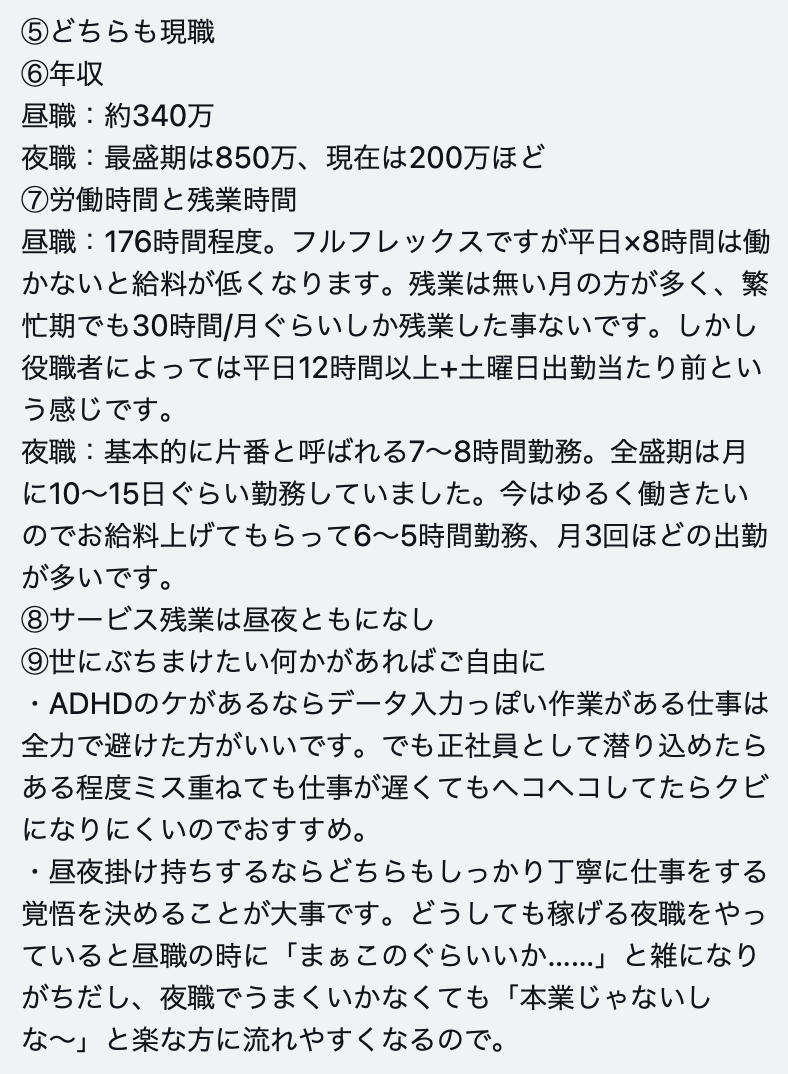 ⑤どちらも現職
⑥年収
昼職：約340万
夜職：最盛期は850万、現在は200万ほど
⑦労働時間と残業時間
昼職：176時間程度。フルフレックスですが平日×8時間は働
かないと給料が低くなります。残業は無い月の方が多く、繁
忙期でも30時間/月ぐらいしか残業した事ないです。しかし
役職者によっては平日12時間以上+土曜日出勤当たり前とい
う感じです。
夜職：基本的に片番と呼ばれる7〜8時間勤務。全盛期は月
に10〜15日ぐらい勤務していました。今はゆるく働きたい
のでお給料上げてもらって6〜5時間勤務、月3回ほどの出勤
が多いです。
⑧サービス残業は昼夜ともになし
⑨世にぶちまけたい何かがあればご自由に
・ADHDのケがあるならデータ入力っぽい作業がある仕事は
全力で避けた方がいいです。でも正社員として潜り込めたら
ある程度ミス重ねても仕事が遅くてもヘコヘコしてたらクビ
になりにくいのでおすすめ。
・昼夜掛け持ちするならどちらもしっかり丁寧に仕事をする
覚悟を決めることが大事です。どうしても稼げる夜職をやっ
ていると昼職の時に「まぁこのぐらいいいか……」と雑になり
がちだし、夜職でうまくいかなくても「本業じゃないし
な〜」と楽な方に流れやすくなるので。